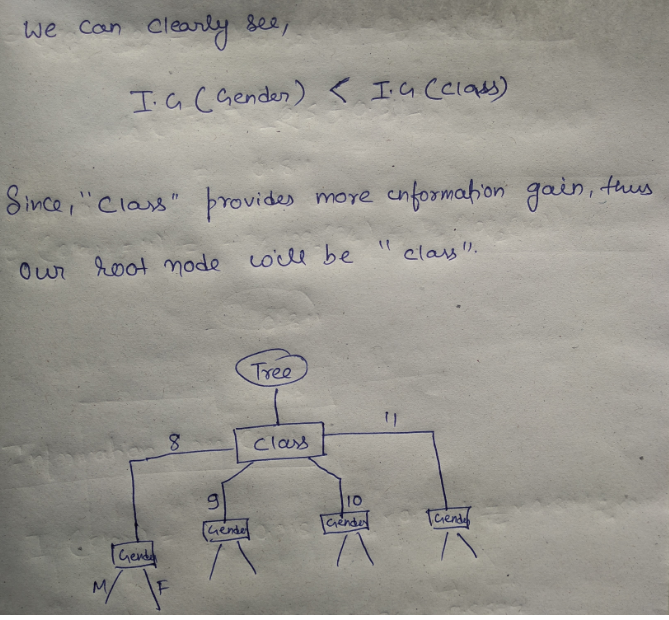 We can clearly see,
I.G (Gender) < I.G (Class)
Since, "Class" provides more information gain, thus
our root node will be "class".
Tree
Class
8
11
9
10
Gender
Gender
Gender
Gender
M
F